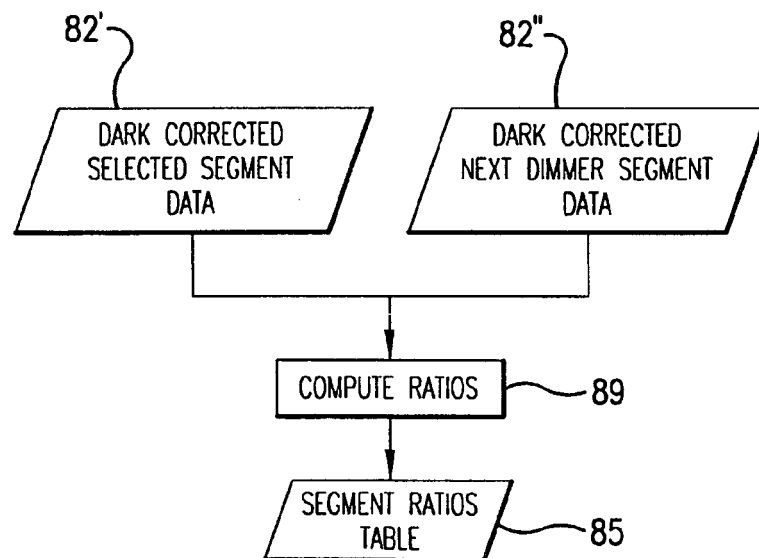 82' 82"
DARK CORRECTED
SELECTED SEGMENT
DATA
DARK CORRECTED
NEXT DIMMER SEGMENT
DATA
COMPUTE RATIOS 89
SEGMENT RATIOS
TABLE 85